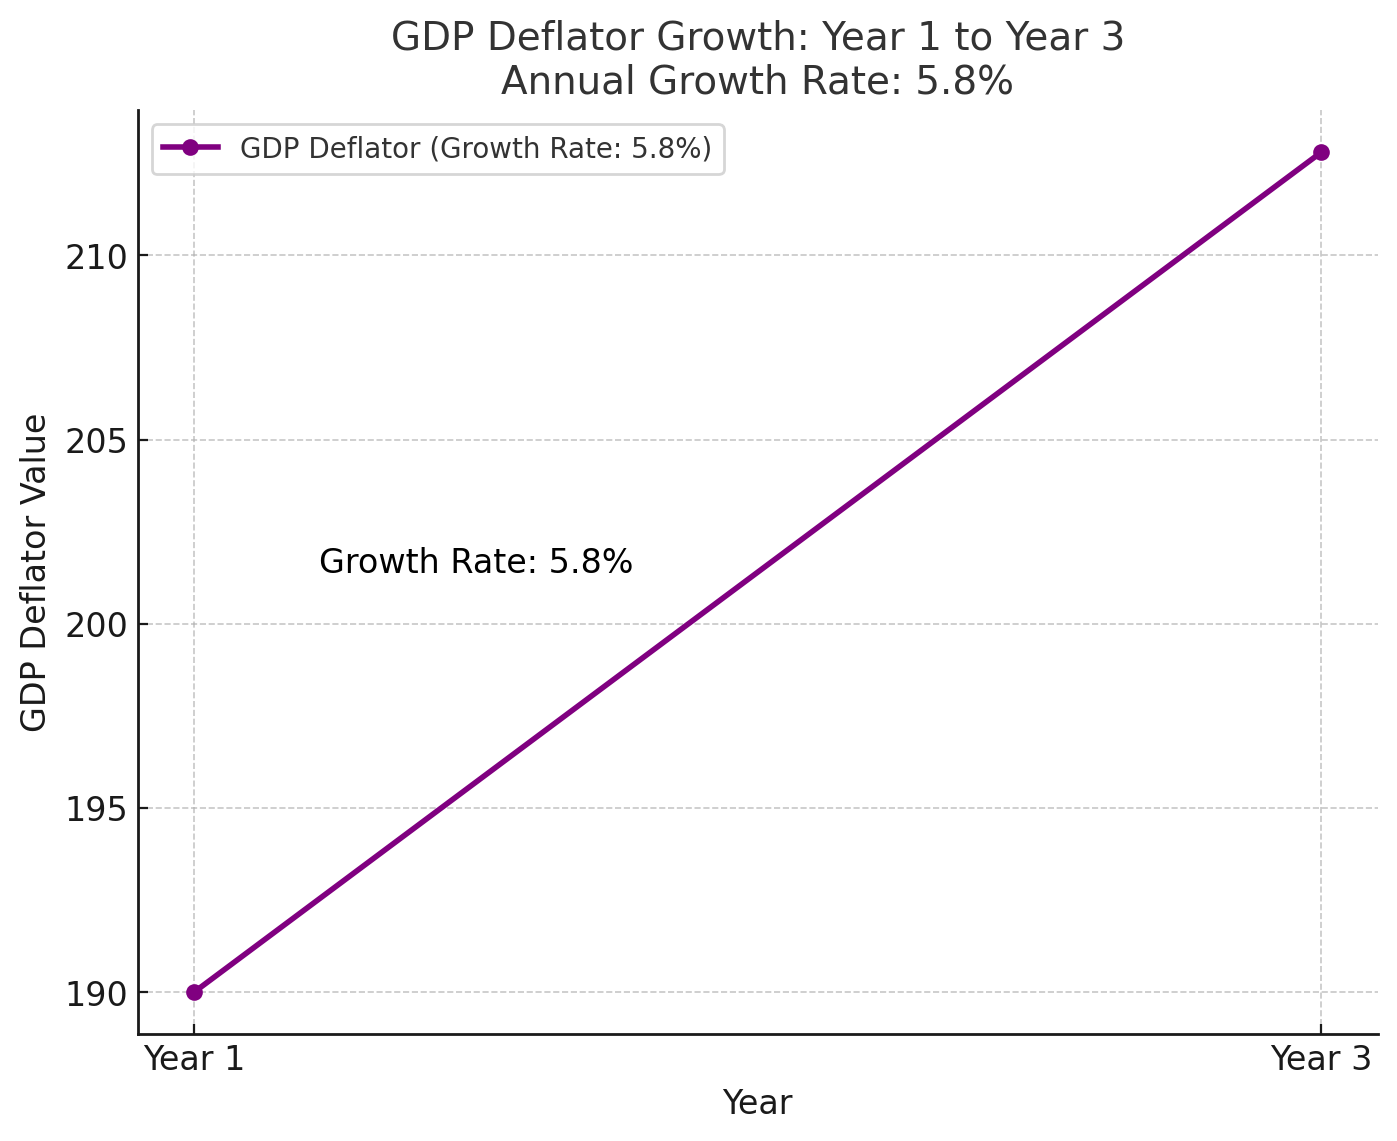 GDP Deflator Growth: Year 1 to Year 3
Annual Growth Rate: 5.8%
GDP Deflator (Growth Rate: 5.8%)
210
205
200
195
190
GDP Deflator Value
Growth Rate: 5.8%
Year 1
Year 3
Year